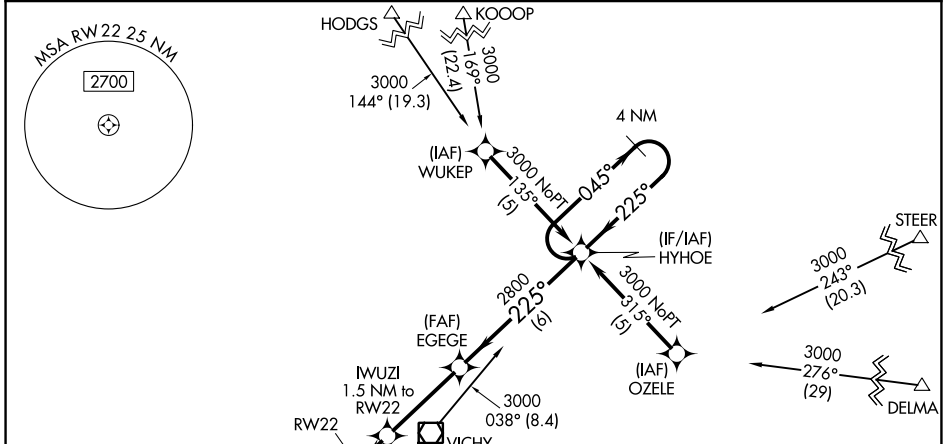 MSA RW22 25 NM
2700
HODGS
KOOOP
3000
169°
(22.4)
3000
144° (19.3)
4 NM
(IAF)
WUKEP
3000 NoPT
135°
(5)
045°
225°
(IF/IAF)
HYHOE
STEER
3000
243°
(20.3)
2800
225°
(6)
3000 NoPT
315°
(5)
(FAF)
EGEGE
(IAF)
OZELE
3000
276°
(29)
DELMA
IWUZI
1.5 NM to
RW22
3000
038° (8.4)
RW22
VICHY